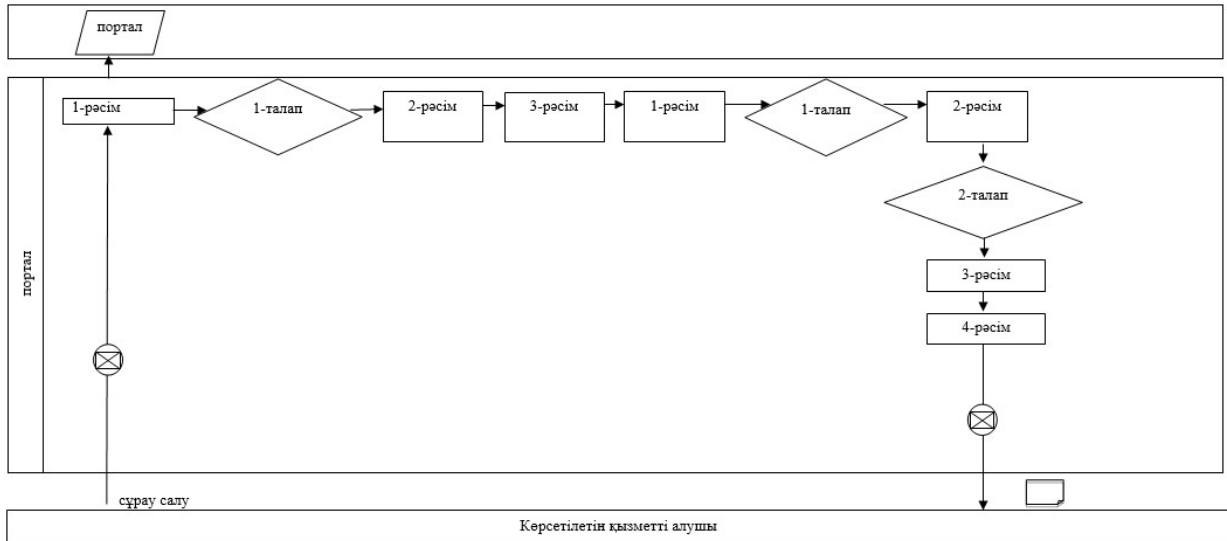 портал
1-рәсім
1-талап
2-рәсім
3-рәсім
1-рәсім
1-талап
2-рәсім
2-талап
3-рәсім
4-рәсім
портал
сұрау салу
Көрсетілетін қызметті алушы